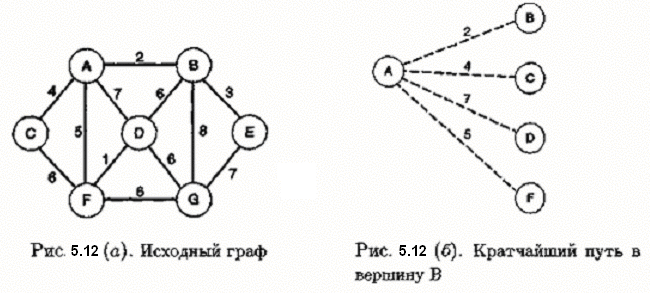 A 2 B
4 7 6 3
C 5 D 8 E
6 1 6 7
F 6 G
B
2
A 4 C
7
D
5
F
Рис. 5.12 (а). Исходный граф
Рис. 5.12 (б). Кратчайший путь в
вершину В